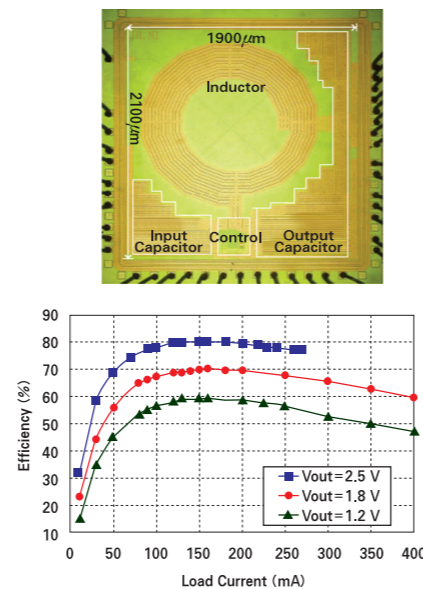 1900μm
Inductor
2100μm
Input
Capacitor
Control
Output
Capacitor
90
80
70
60
50
40
30
20
10
Efficiency (%)
Vout=2.5 V
Vout=1.8 V
Vout=1.2 V
0 50 100 150 200 250 300 350 400
Load Current (mA)